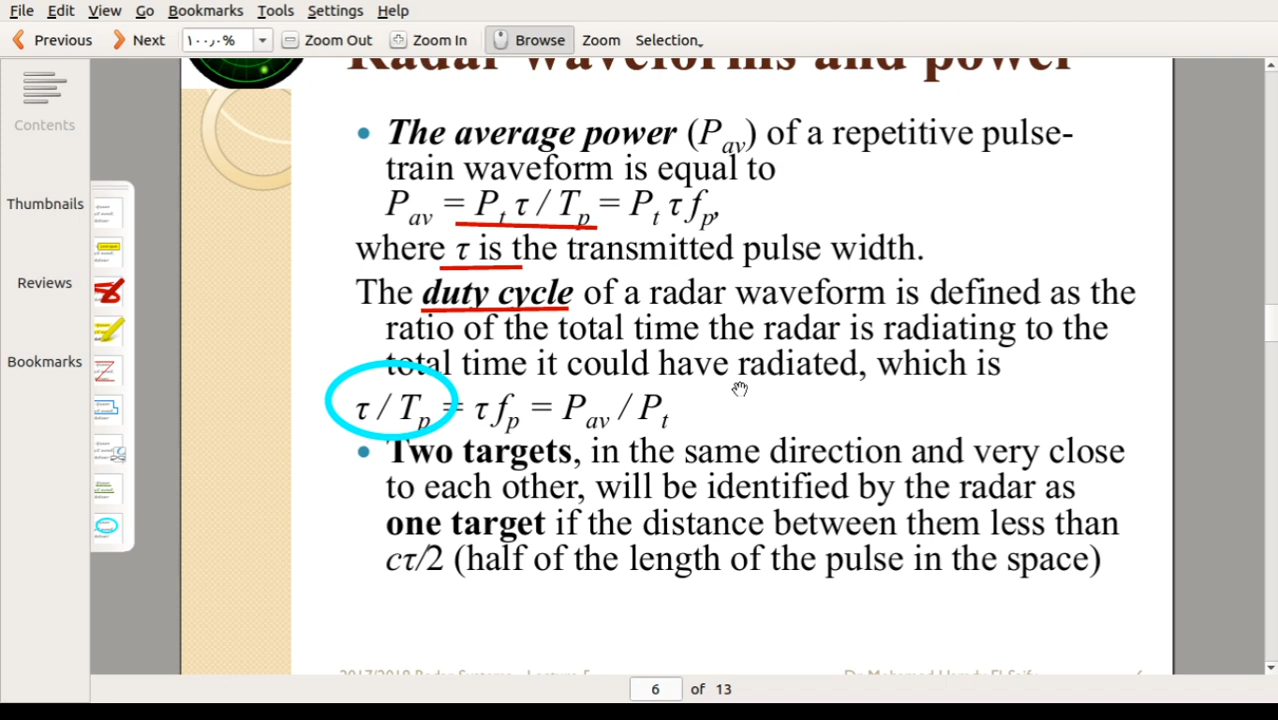 File Edit View Go Bookmarks Tools Settings Help
Previous Next ١٠٠٫٠% Zoom Out Zoom In Browse Zoom Selection
Radar waveforms and power
Contents
Thumbnails
Reviews
Bookmarks
• The average power (Pav) of a repetitive pulse-
train waveform is equal to
Pav = Pt τ / Tp = Pt τ fp,
where τ is the transmitted pulse width.
The duty cycle of a radar waveform is defined as the
ratio of the total time the radar is radiating to the
total time it could have radiated, which is
τ / Tp = τ fp = Pav / Pt
• Two targets, in the same direction and very close
to each other, will be identified by the radar as
one target if the distance between them less than
cτ/2 (half of the length of the pulse in the space)
6 of 13